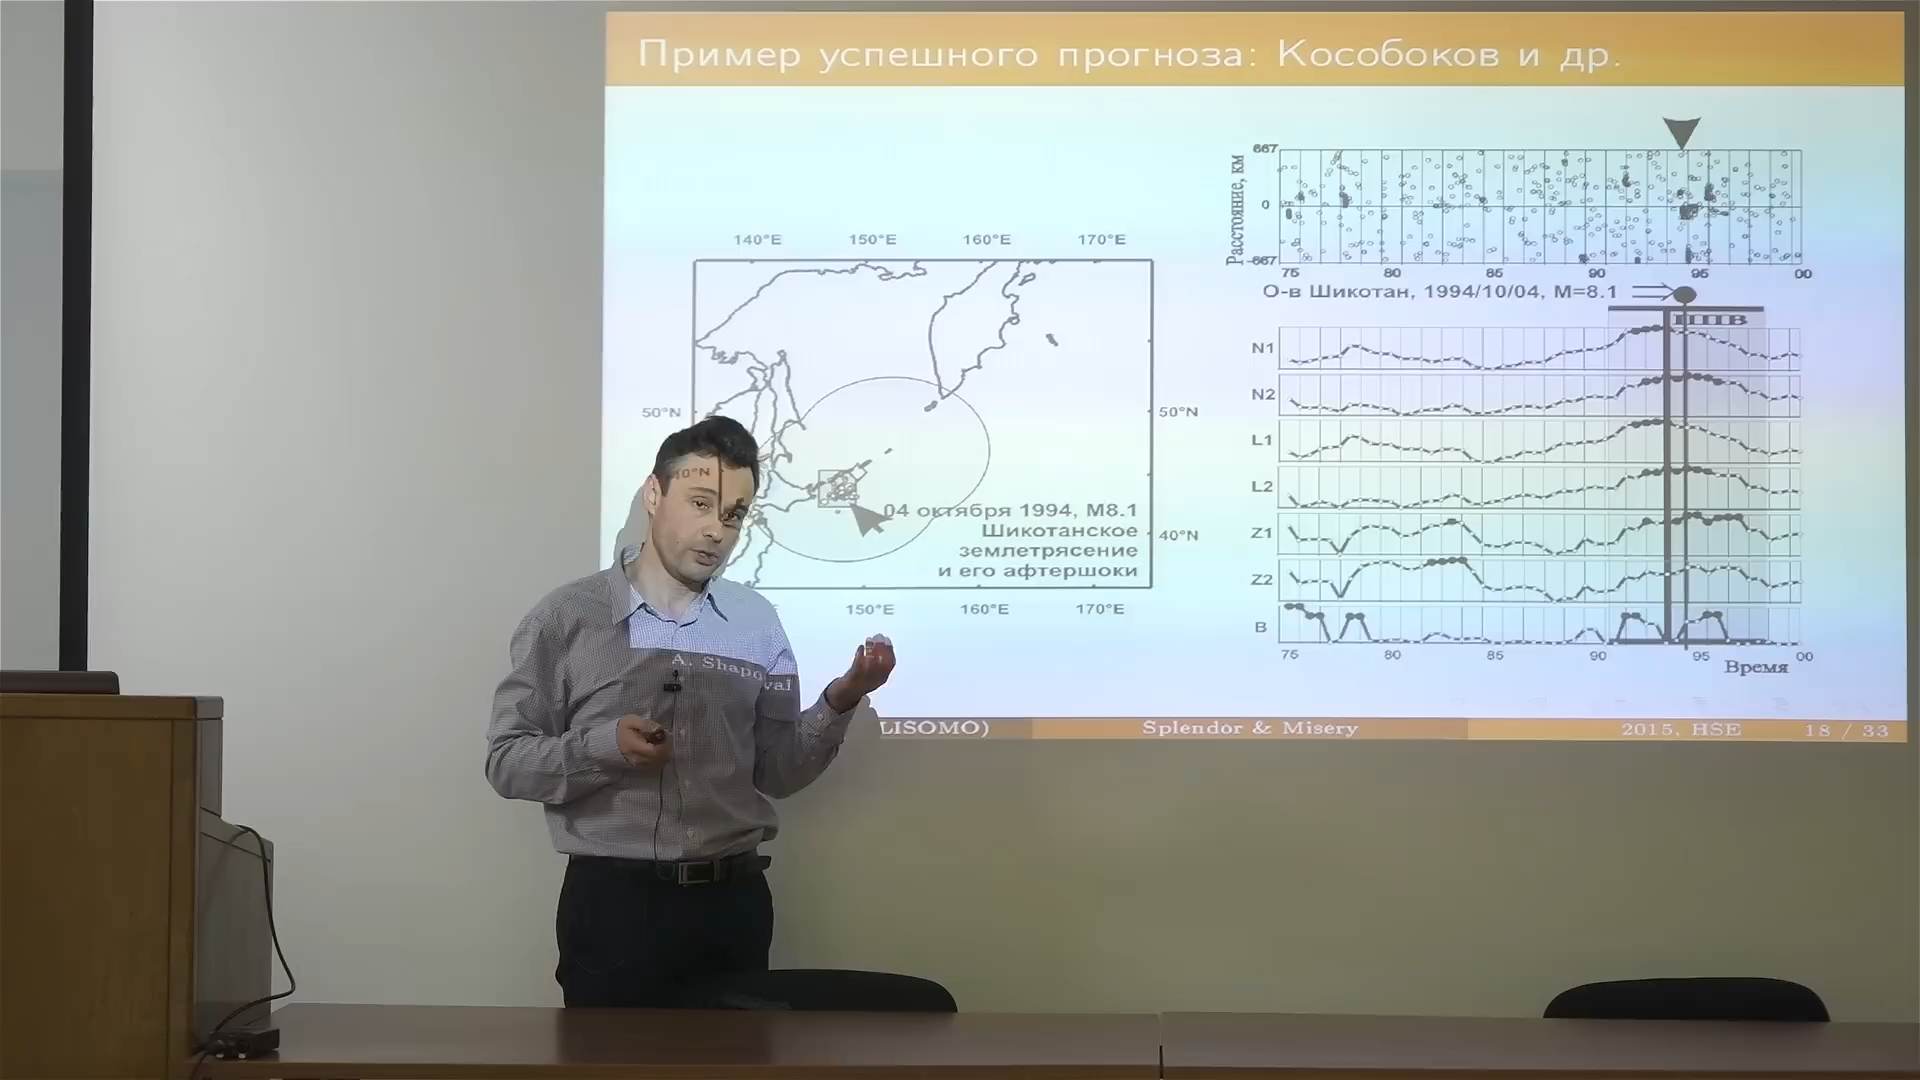 Пример успешного прогноза: Кособоков и др.
140°E 150°E 160°E 170°E
50°N 50°N
40°N
40°N
04 октября 1994, М8.1
Шикотанское
землетрясение
и его афтершоки
150°E 160°E 170°E
Расстояние, км
667
0
-667
75 80 85 90 95 00
О-в Шикотан, 1994/10/04, М=8.1
N1
N2
L1
L2
Z1
Z2
B
75 80 85 90 95 00
Время
A. Shapoval
LISOMO) Splendor & Misery 2015, HSE 18 / 33